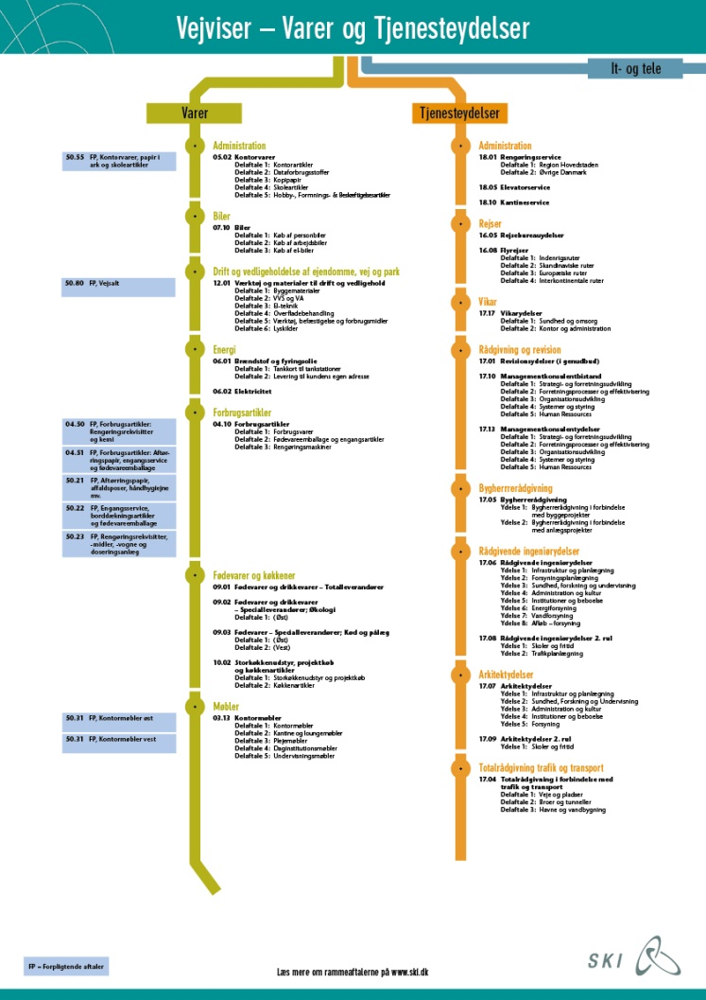 Vejviser – Varer og Tjenesteydelser
It- og tele
Varer
Administration
50.55 FP, Kontorvarer, papir i
ark og skoleartikler
05.02 Kontorvarer
Delaftale 1: Kontorartikler
Delaftale 2: Dataforbrugsstoffer
Delaftale 3: Kopipapir
Delaftale 4: Skoleartikler
Delaftale 5: Hobby-, Formnings- & Beskæftigelsesartikler
Biler
07.10 Biler
Delaftale 1: Køb af personbiler
Delaftale 2: Køb af arbejdsbiler
Delaftale 3: Køb af el-biler
Drift og vedligeholdelse af ejendomme, vej og park
50.80 FP, Vejsalt
12.01 Værktøj og materialer til drift og vedligehold
Delaftale 1: Byggematerialer
Delaftale 2: VVS og VA
Delaftale 3: El-teknik
Delaftale 4: Overfladebehandling
Delaftale 5: Værktøj, befæstigelse og forbrugsmidler
Delaftale 6: Lyskilder
Energi
06.01 Brændstof og fyringsolie
Delaftale 1: Tankkort til tankstationer
Delaftale 2: Levering til kundens egen adresse
06.02 Elektricitet
Forbrugsartikler
04.50 FP, Forbrugsartikler:
Rengøringsrekvisitter
og kemi
04.51 FP, Forbrugsartikler: Aftør-
ringspapir, engangsservice
og fødevareemballage
50.21 FP, Aftørringspapir,
affaldsposer, håndhygiejne
mv.
50.22 FP, Engangsservice,
borddækningsartikler
og fødevareemballage
50.23 FP, Rengøringsrekvisitter,
-midler, -vogne og
doseringsanlæg
04.10 Forbrugsartikler
Delaftale 1: Forbrugsvarer
Delaftale 2: Fødevareemballage og engangsartikler
Delaftale 3: Rengøringsmaskiner
Fødevarer og køkkener
09.01 Fødevarer og drikkevarer – Totalleverandører
09.02 Fødevarer og drikkevarer
– Specialleverandører; Økologi
Delaftale 1: (Øst)
09.03 Fødevarer – Specialleverandører; Kød og pålæg
Delaftale 1: (Øst)
Delaftale 2: (Vest)
10.02 Storkøkkenudstyr, projektkøb
og køkkenartikler
Delaftale 1: Storkøkkenudstyr og projektkøb
Delaftale 2: Køkkenartikler
Møbler
50.31 FP, Kontormøbler øst
50.31 FP, Kontormøbler vest
03.13 Kontormøbler
Delaftale 1: Kontormøbler
Delaftale 2: Kantine og loungemøbler
Delaftale 3: Plejemøbler
Delaftale 4: Daginstitutionsmøbler
Delaftale 5: Undervisningsmøbler
Tjenesteydelser
Administration
18.01 Rengøringsservice
Delaftale 1: Region Hovedstaden
Delaftale 2: Øvrige Danmark
18.05 Elevatorservice
18.10 Kantineservice
Rejser
16.05 Rejsebureauydelser
16.08 Flyrejser
Delaftale 1: Indenrigsruter
Delaftale 2: Skandinaviske ruter
Delaftale 3: Europæiske ruter
Delaftale 4: Interkontinentale ruter
Vikar
17.17 Vikarydelser
Delaftale 1: Sundhed og omsorg
Delaftale 2: Kontor og administration
Rådgivning og revision
17.01 Revisionsydelser (i genudbud)
17.10 Managementkonsulentbistand
Delaftale 1: Strategi- og forretningsudvikling
Delaftale 2: Forretningsprocesser og effektivisering
Delaftale 3: Organisationsudvikling
Delaftale 4: Systemer og styring
Delaftale 5: Human Ressources
17.13 Managementkonsulentydelser
Delaftale 1: Strategi- og forretningsudvikling
Delaftale 2: Forretningsprocesser og effektivisering
Delaftale 3: Organisationsudvikling
Delaftale 4: Systemer og styring
Delaftale 5: Human Ressources
Bygherrrerådgivning
17.05 Bygherrerådgivning
Ydelse 1: Bygherrerådgivning i forbindelse
med byggeprojekter
Ydelse 2: Bygherrerådgivning i forbindelse
med anlægsprojekter
Rådgivende ingeniørydelser
17.06 Rådgivende ingeniørydelser
Ydelse 1: Infrastruktur og planlægning
Ydelse 2: Forsyningsplanlægning
Ydelse 3: Sundhed, forskning og undervisning
Ydelse 4: Administration og kultur
Ydelse 5: Institutioner og beboelse
Ydelse 6: Energiforsyning
Ydelse 7: Vandforsyning
Ydelse 8: Afløb – forsyning
17.08 Rådgivende ingeniørydelser 2. rul
Ydelse 1: Skoler og fritid
Ydelse 2: Trafikplanlægning
Arkitektydelser
17.07 Arkitektydelser
Ydelse 1: Infrastruktur og planlægning
Ydelse 2: Sundhed, Forskning og Undervisning
Ydelse 3: Administration og kultur
Ydelse 4: Institutioner og beboelse
Ydelse 5: Forsyning
17.09 Arkitektydelser 2. rul
Ydelse 1: Skoler og fritid
Totalrådgivning trafik og transport
17.04 Totalrådgivning i forbindelse med
trafik og transport
Delaftale 1: Veje og pladser
Delaftale 2: Broer og tunneller
Delaftale 3: Havne og vandbygning
FP = Forpligtende aftaler
Læs mere om rammeaftalerne på www.ski.dk
SKI